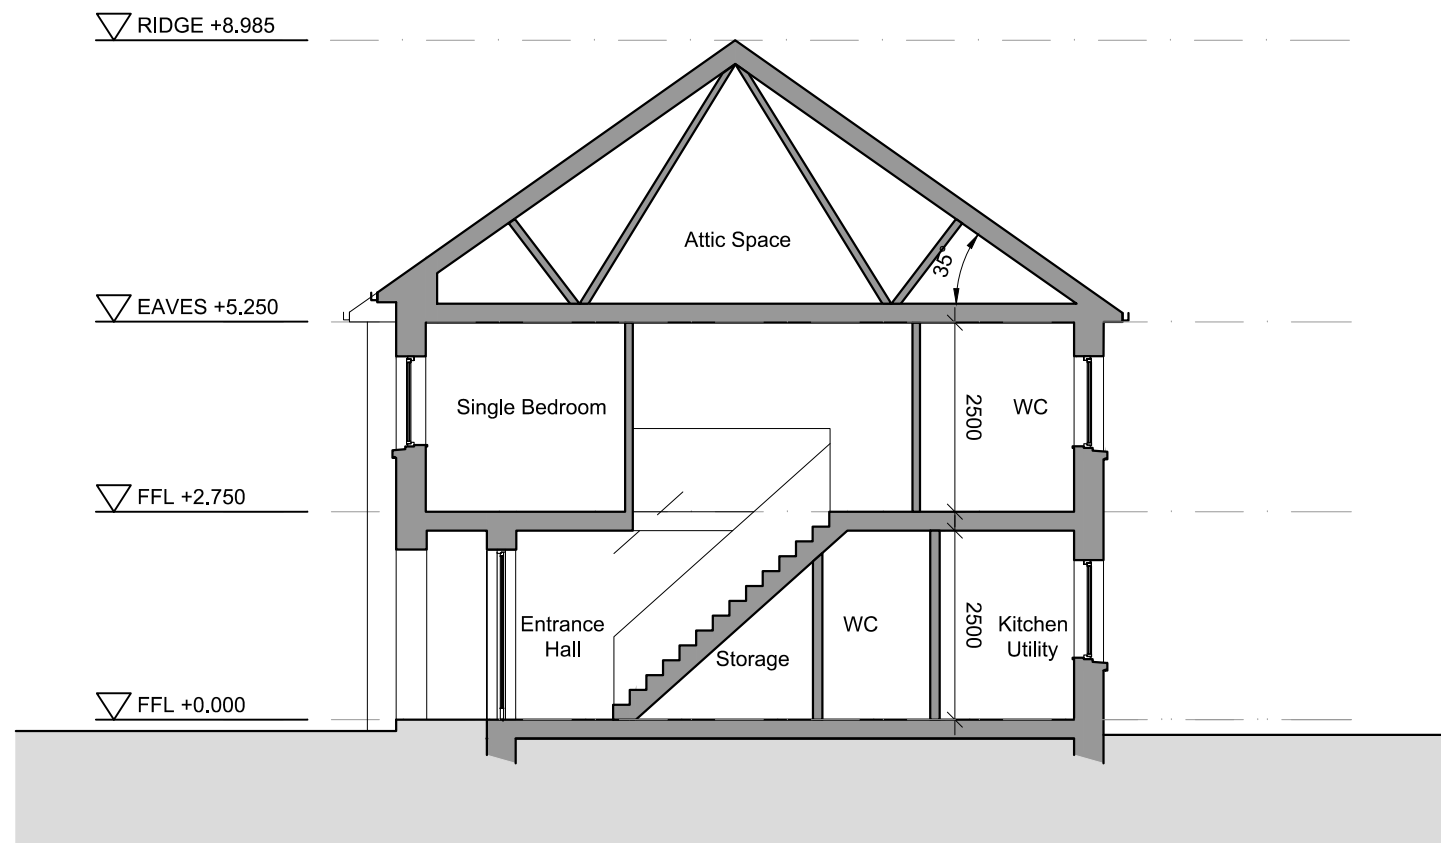 RIDGE +8.985
Attic Space
35°
EAVES +5.250
Single Bedroom
2500
WC
FFL +2.750
Entrance
Hall
Storage
WC
2500
Kitchen
Utility
FFL +0.000